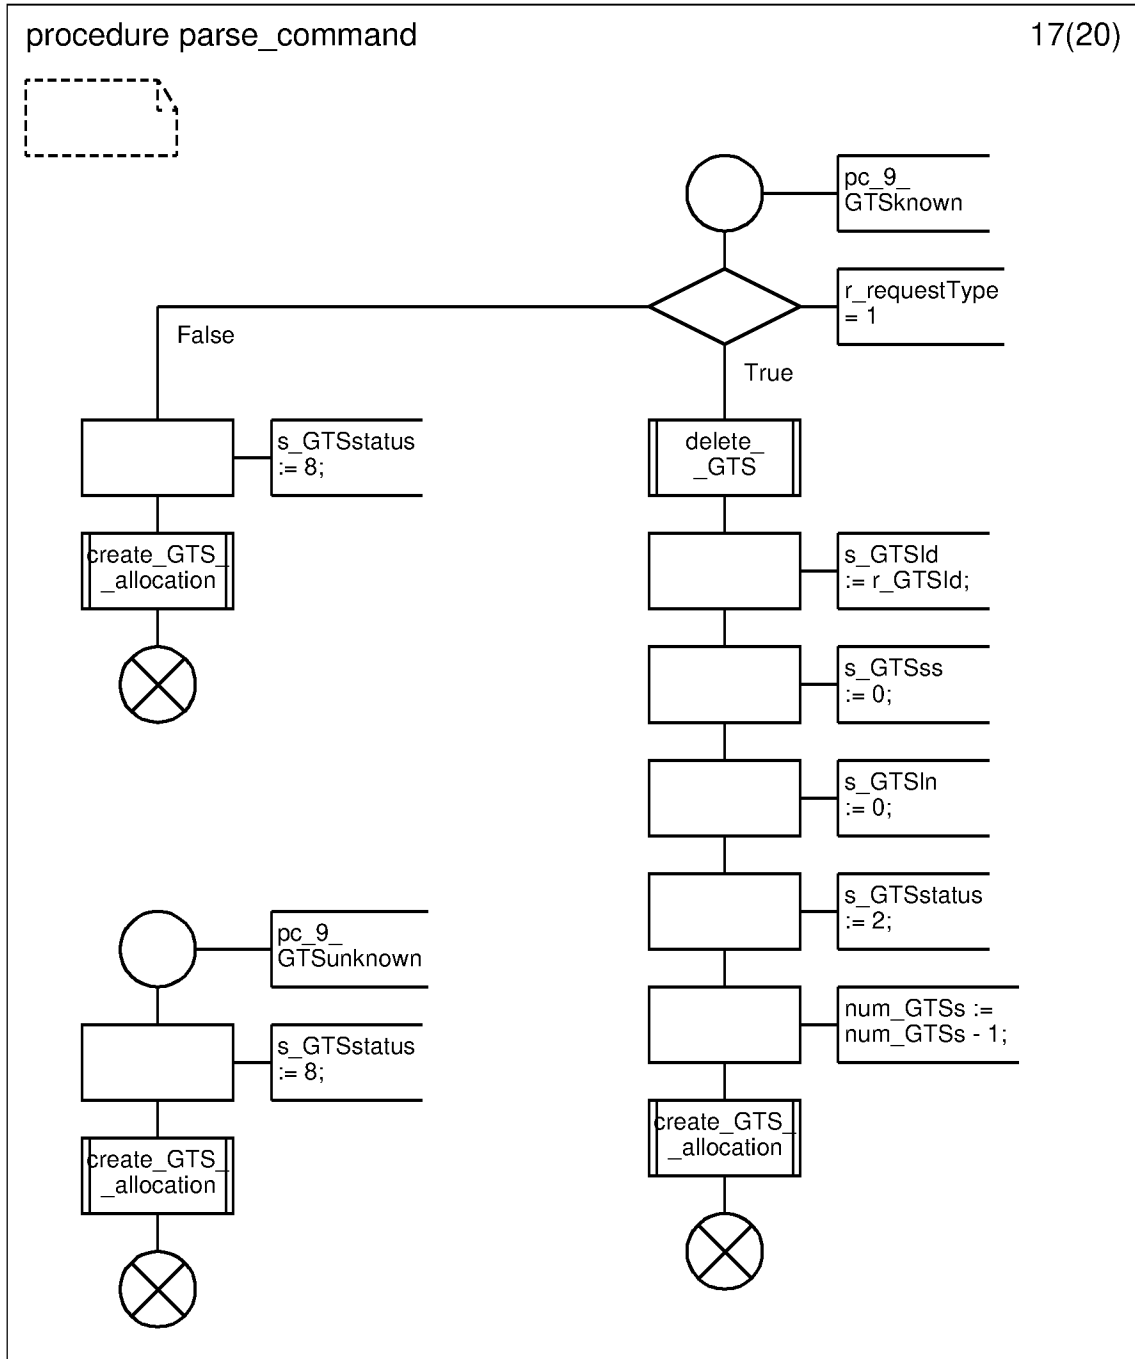 procedure parse_command
17(20)
pc_9_
GTSknown
r_requestType
= 1
False
True
s_GTSstatus
:= 8;
delete_
_GTS
create_GTS_
_allocation
s_GTSId
:= r_GTSId;
s_GTSss
:= 0;
s_GTSln
:= 0;
s_GTSstatus
:= 2;
pc_9_
GTSunknown
num_GTSs :=
num_GTSs - 1;
s_GTSstatus
:= 8;
create_GTS_
_allocation
create_GTS_
_allocation